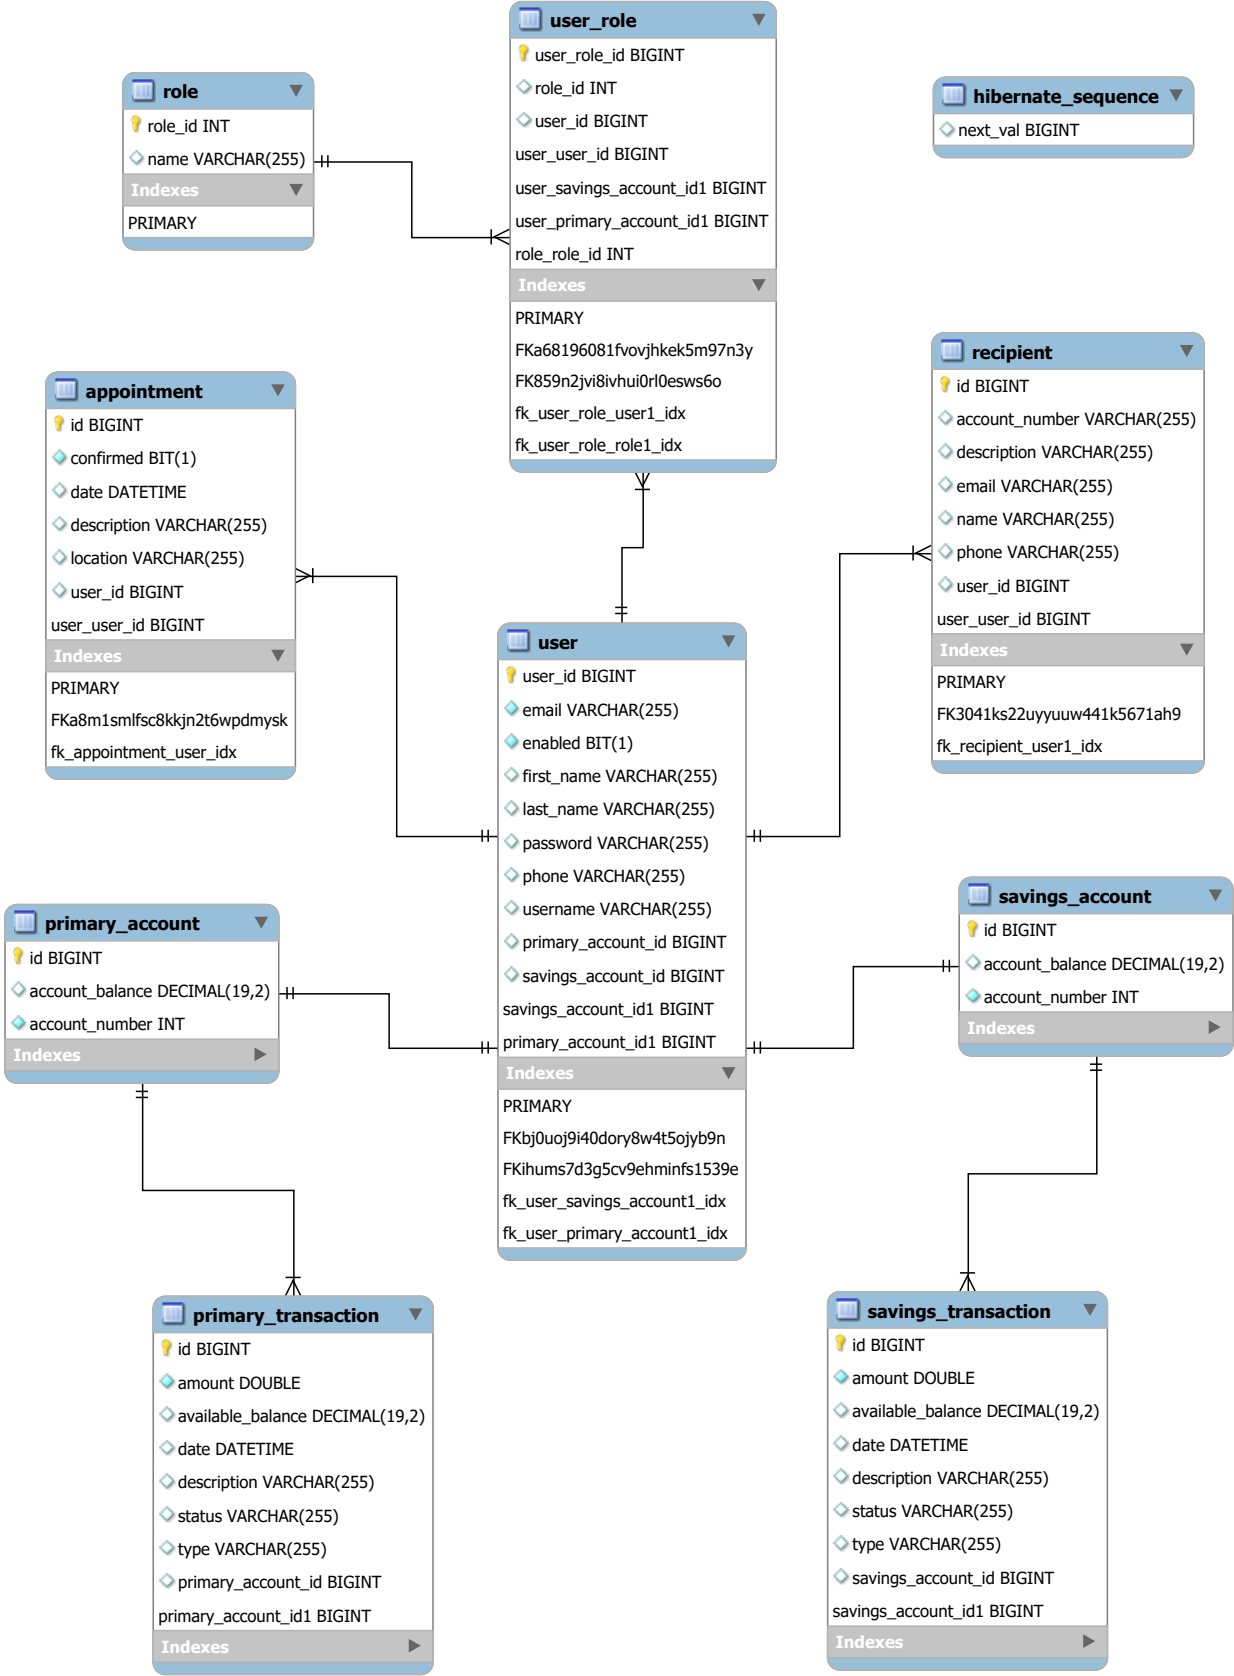 user_role
user_role_id BIGINT
role_id INT
user_id BIGINT
user_user_id BIGINT
user_savings_account_id1 BIGINT
user_primary_account_id1 BIGINT
role_role_id INT
Indexes
PRIMARY
FKa68196081fvovjhkek5m97n3y
FK859n2jvi8ivhui0rl0esws6o
fk_user_role_user1_idx
fk_user_role_role1_idx
role
role_id INT
name VARCHAR(255)
Indexes
PRIMARY
hibernate_sequence
next_val BIGINT
appointment
id BIGINT
confirmed BIT(1)
date DATETIME
description VARCHAR(255)
location VARCHAR(255)
user_id BIGINT
user_user_id BIGINT
Indexes
PRIMARY
FKa8m1smlfsc8kkjn2t6wpdmysk
fk_appointment_user_idx
recipient
id BIGINT
account_number VARCHAR(255)
description VARCHAR(255)
email VARCHAR(255)
name VARCHAR(255)
phone VARCHAR(255)
user_id BIGINT
user_user_id BIGINT
Indexes
PRIMARY
FK3041ks22uyyuuw441k5671ah9
fk_recipient_user1_idx
user
user_id BIGINT
email VARCHAR(255)
enabled BIT(1)
first_name VARCHAR(255)
last_name VARCHAR(255)
password VARCHAR(255)
phone VARCHAR(255)
username VARCHAR(255)
primary_account_id BIGINT
savings_account_id BIGINT
savings_account_id1 BIGINT
primary_account_id1 BIGINT
Indexes
PRIMARY
FKbj0uoj9i40dory8w4t5ojyb9n
FKihums7d3g5cv9ehminfs1539e
fk_user_savings_account1_idx
fk_user_primary_account1_idx
primary_account
id BIGINT
account_balance DECIMAL(19,2)
account_number INT
Indexes
savings_account
id BIGINT
account_balance DECIMAL(19,2)
account_number INT
Indexes
primary_transaction
id BIGINT
amount DOUBLE
available_balance DECIMAL(19,2)
date DATETIME
description VARCHAR(255)
status VARCHAR(255)
type VARCHAR(255)
primary_account_id BIGINT
primary_account_id1 BIGINT
Indexes
savings_transaction
id BIGINT
amount DOUBLE
available_balance DECIMAL(19,2)
date DATETIME
description VARCHAR(255)
status VARCHAR(255)
type VARCHAR(255)
savings_account_id BIGINT
savings_account_id1 BIGINT
Indexes